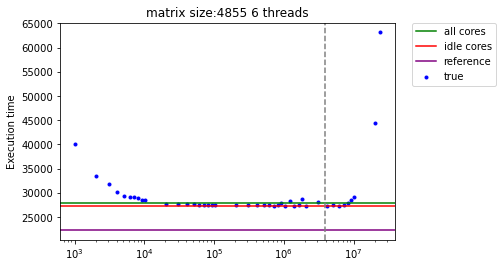 matrix size:4855 6 threads
Execution time
65000
60000
55000
50000
45000
40000
35000
30000
25000
10³
10⁴
10⁵
10⁶
10⁷
all cores
idle cores
reference
true